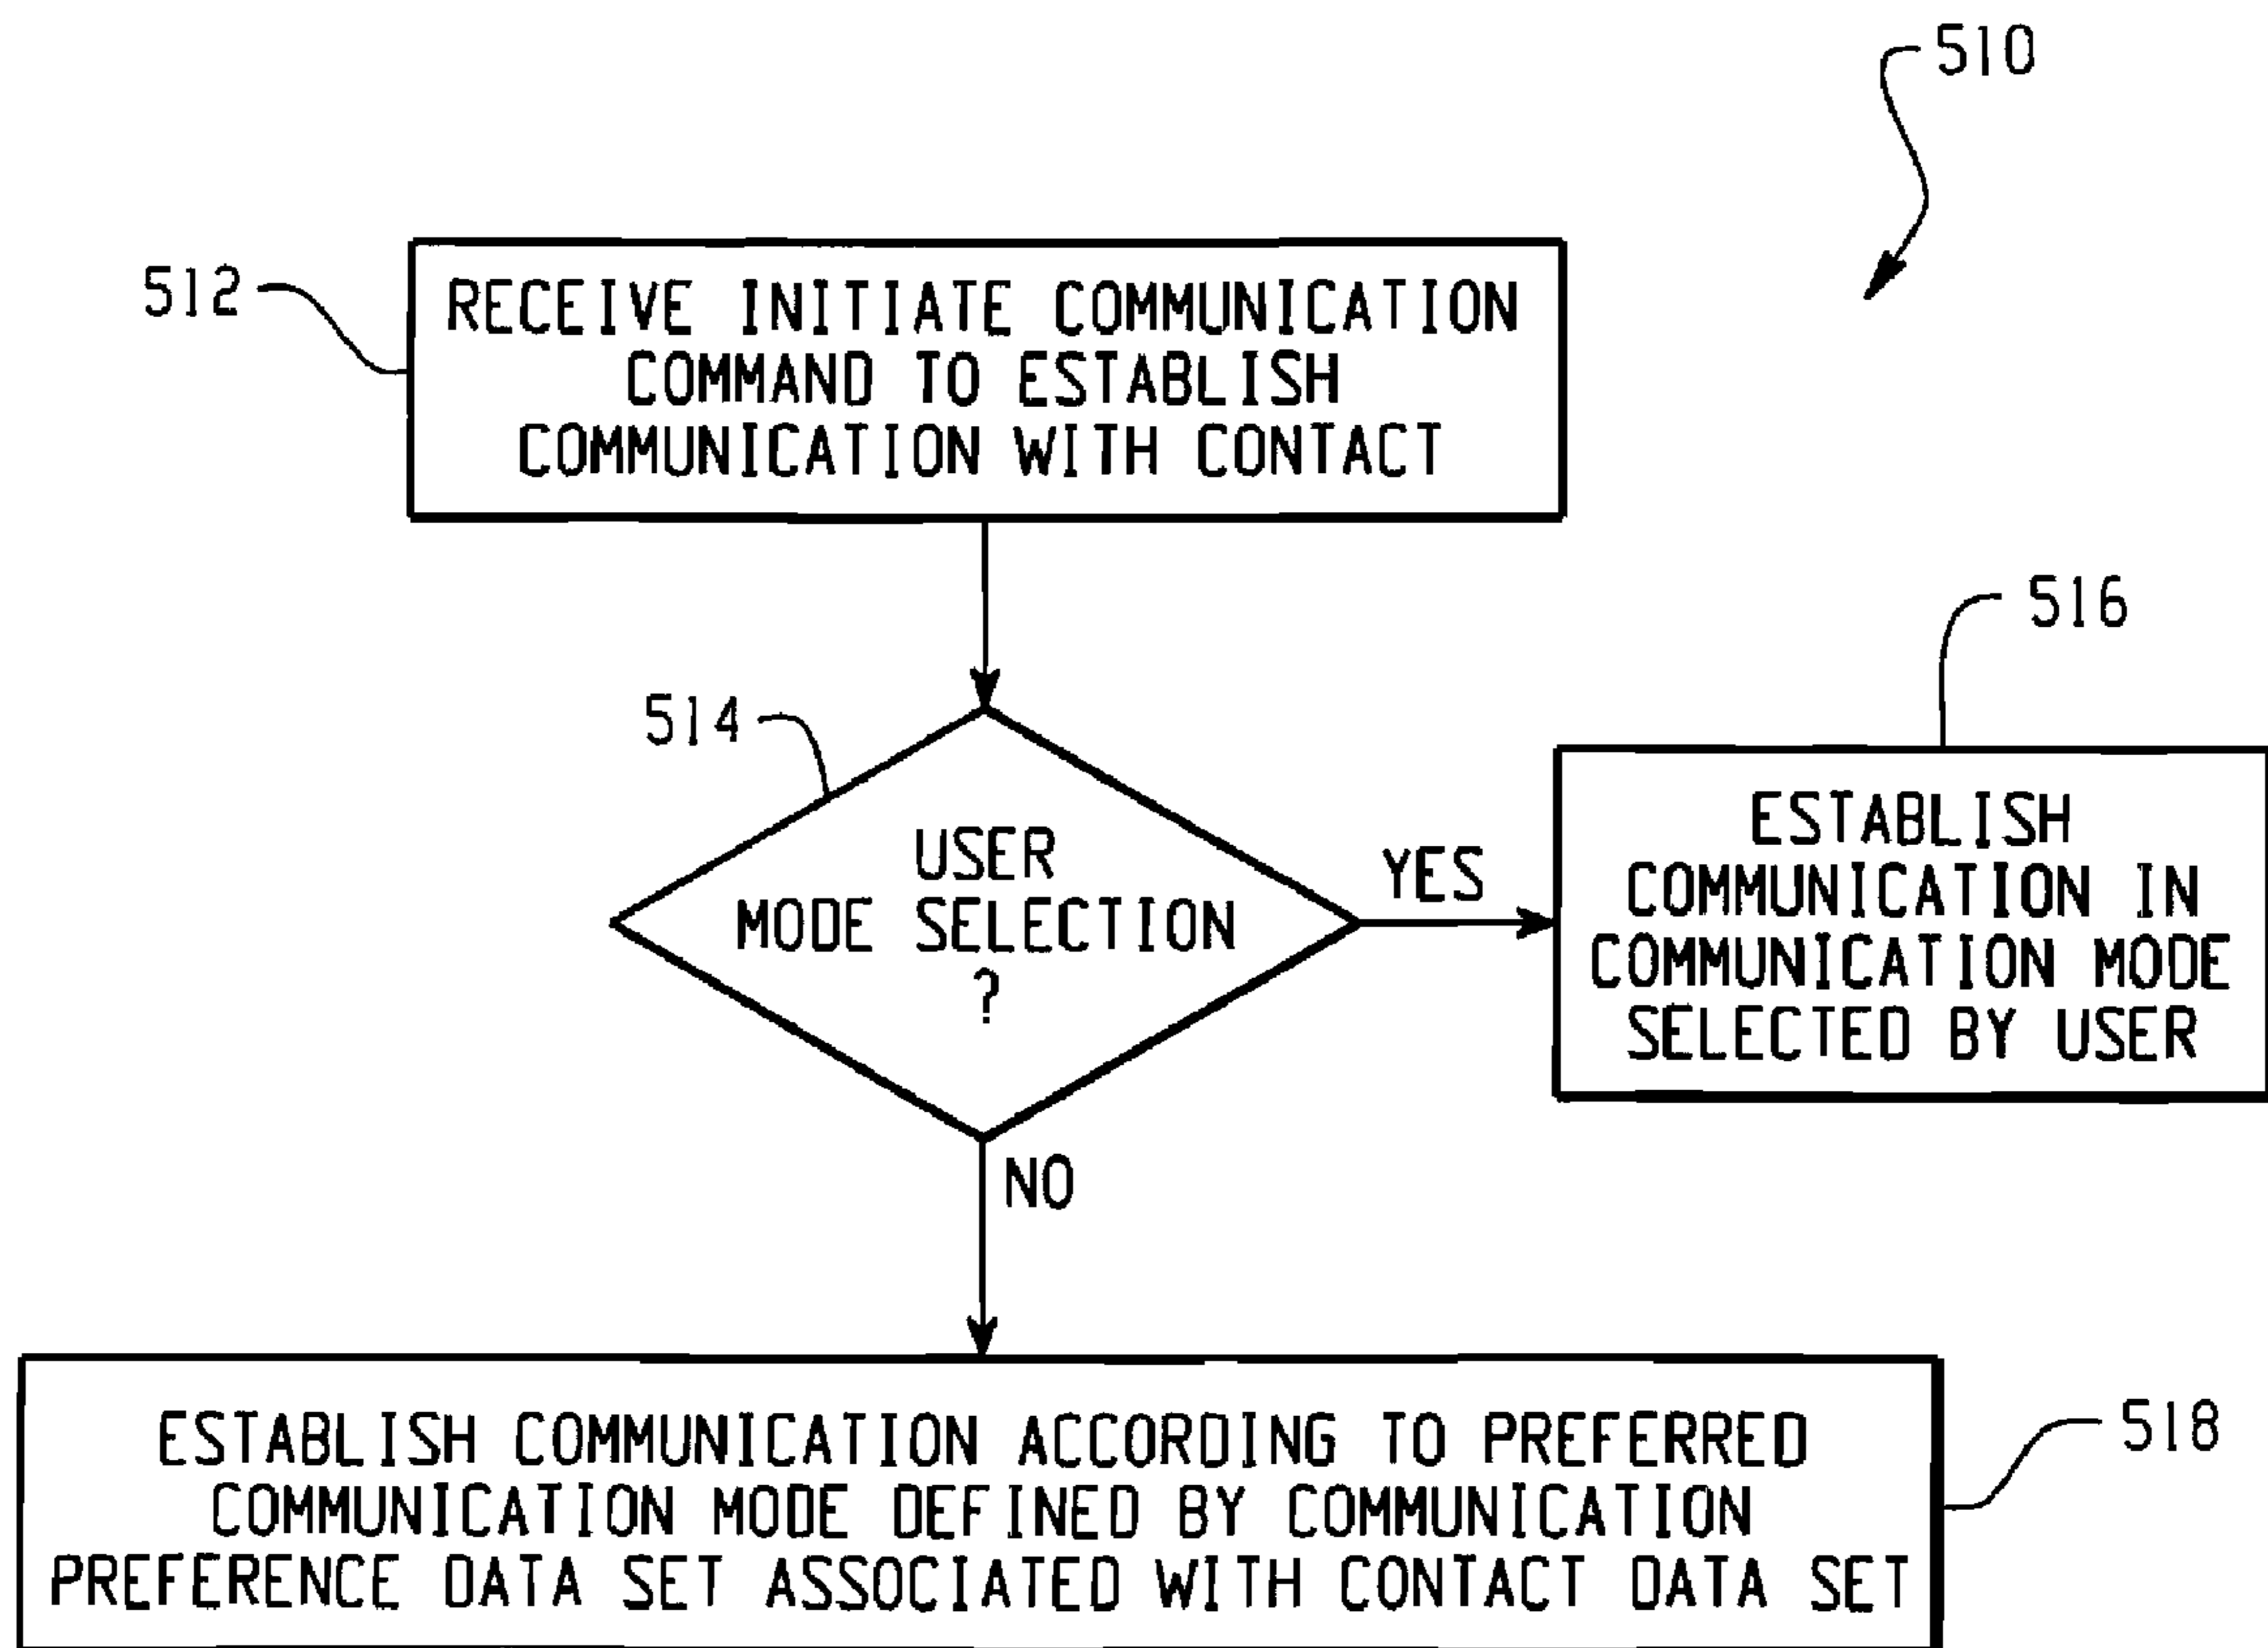 510
512
RECEIVE INITIATE COMMUNICATION
COMMAND TO ESTABLISH
COMMUNICATION WITH CONTACT
516
514
USER
MODE SELECTION
?
YES
ESTABLISH
COMMUNICATION IN
COMMUNICATION MODE
SELECTED BY USER
NO
ESTABLISH COMMUNICATION ACCORDING TO PREFERRED
COMMUNICATION MODE DEFINED BY COMMUNICATION
PREFERENCE DATA SET ASSOCIATED WITH CONTACT DATA SET
518